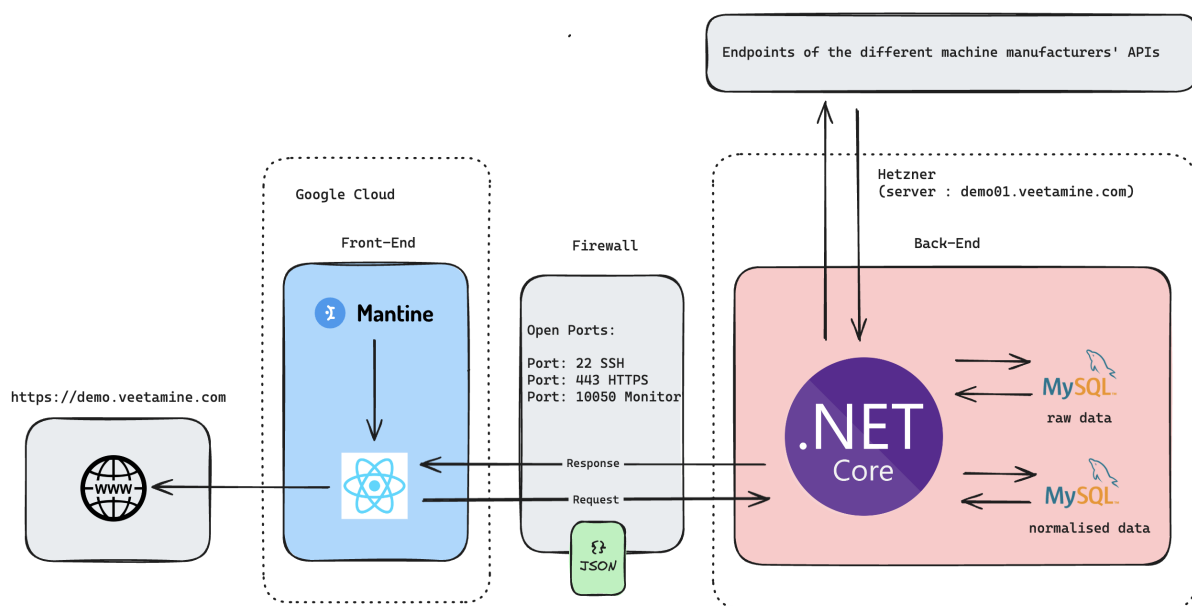 Endpoints of the different machine manufacturers' APIs
Hetzner
(server : demo01.veetamine.com)
Google Cloud
Front-End
Firewall
Back-End
Mantine
Open Ports:
Port: 22 SSH
Port: 443 HTTPS
Port: 10050 Monitor
https://demo.veetamine.com
WWW
Response
Request
{}
JSON
.NET
Core
MySQL™
raw data
MySQL™
normalised data